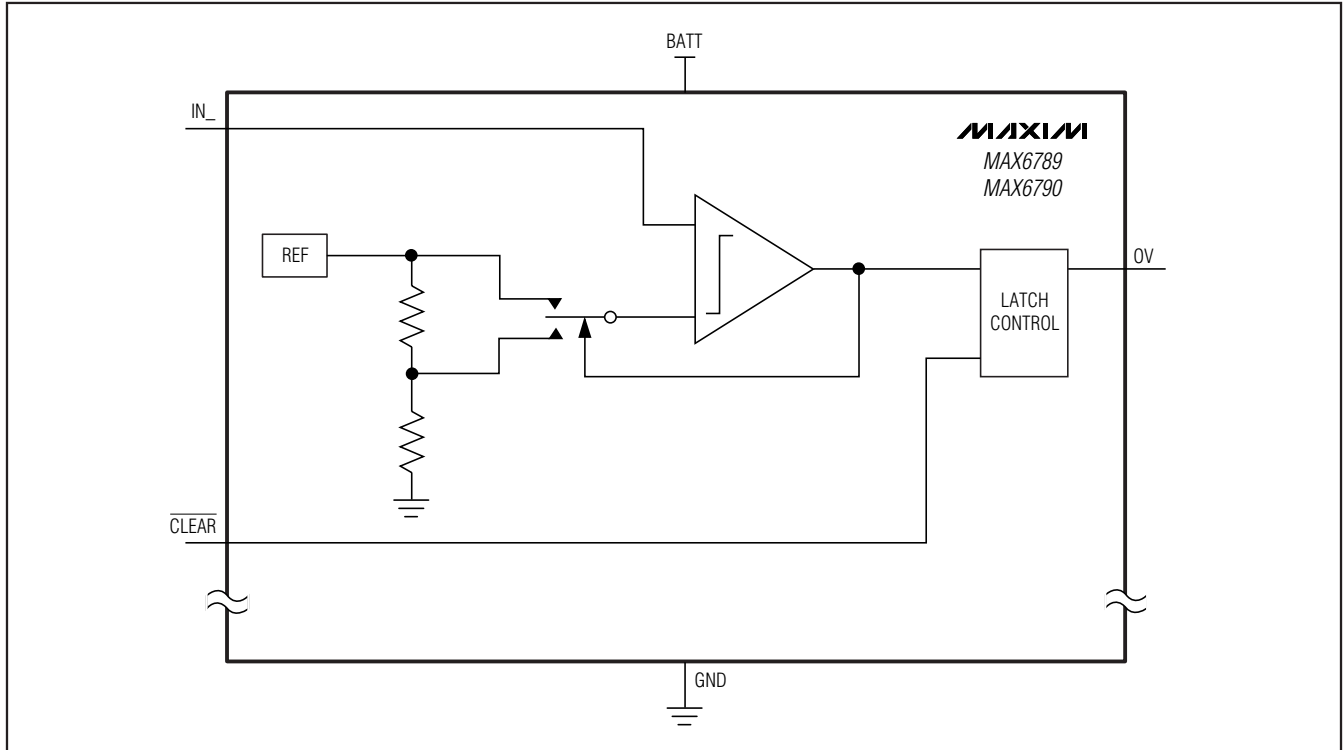 BATT
IN_
MAXIM
MAX6789
MAX6790
REF
OV
LATCH
CONTROL
CLEAR
GND